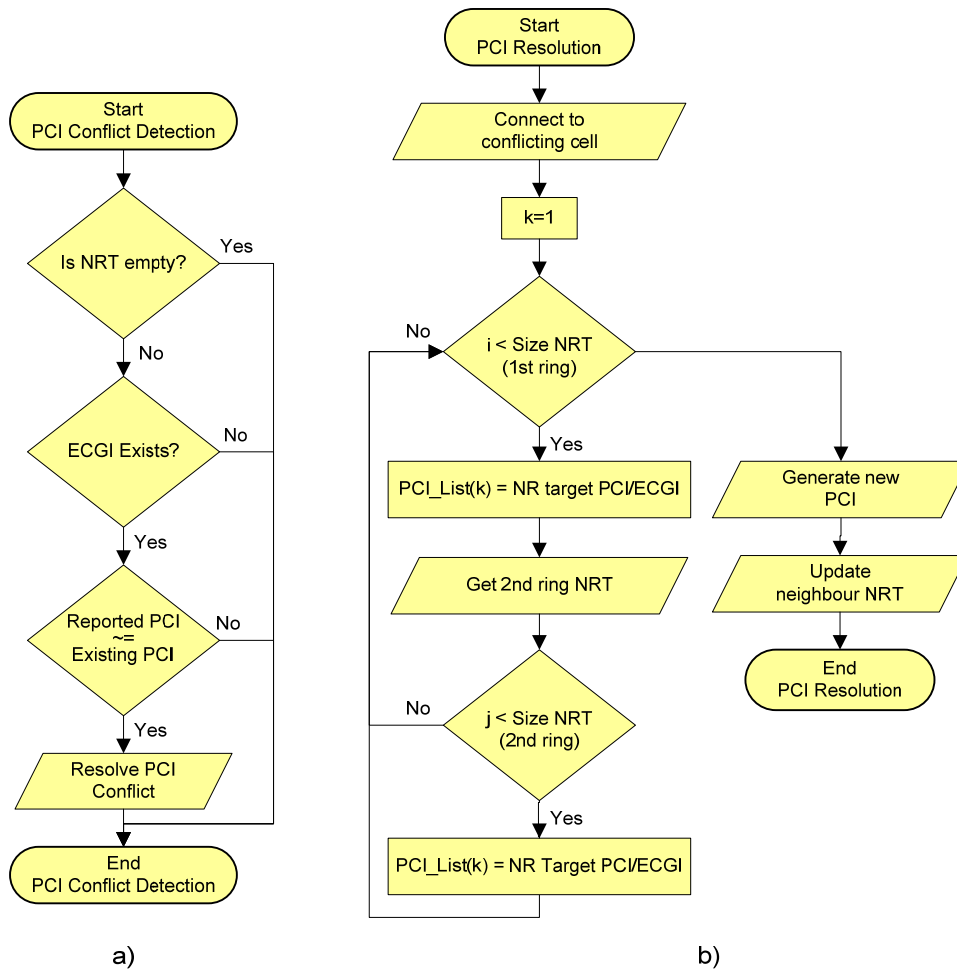 Start
PCI Conflict Detection
Is NRT empty?
Yes
No
ECGI Exists?
No
Yes
Reported PCI
~=
Existing PCI
No
Yes
Resolve PCI
Conflict
End
PCI Conflict Detection
a)
Start
PCI Resolution
Connect to
conflicting cell
k=1
No
i < Size NRT
(1st ring)
Yes
PCI_List(k) = NR target PCI/ECGI
Get 2nd ring NRT
No
j < Size NRT
(2nd ring)
Yes
PCI_List(k) = NR Target PCI/ECGI
Generate new
PCI
Update
neighbour NRT
End
PCI Resolution
b)